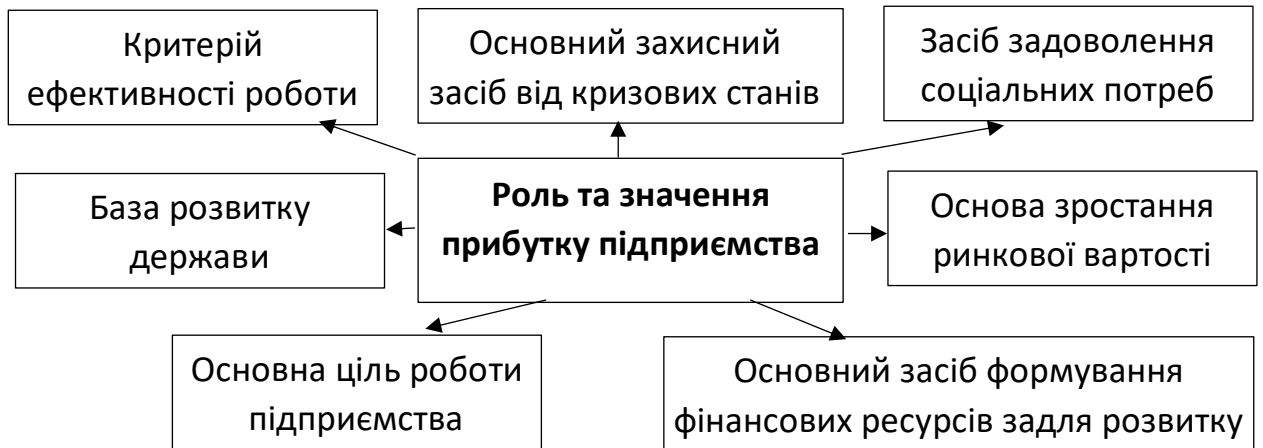 Критерій
ефективності роботи
Основний захисний
засіб від кризових станів
Засіб задоволення
соціальних потреб
База розвитку
держави
Роль та значення
прибутку підприємства
Основа зростання
ринкової вартості
Основна ціль роботи
підприємства
Основний засіб формування
фінансових ресурсів задля розвитку